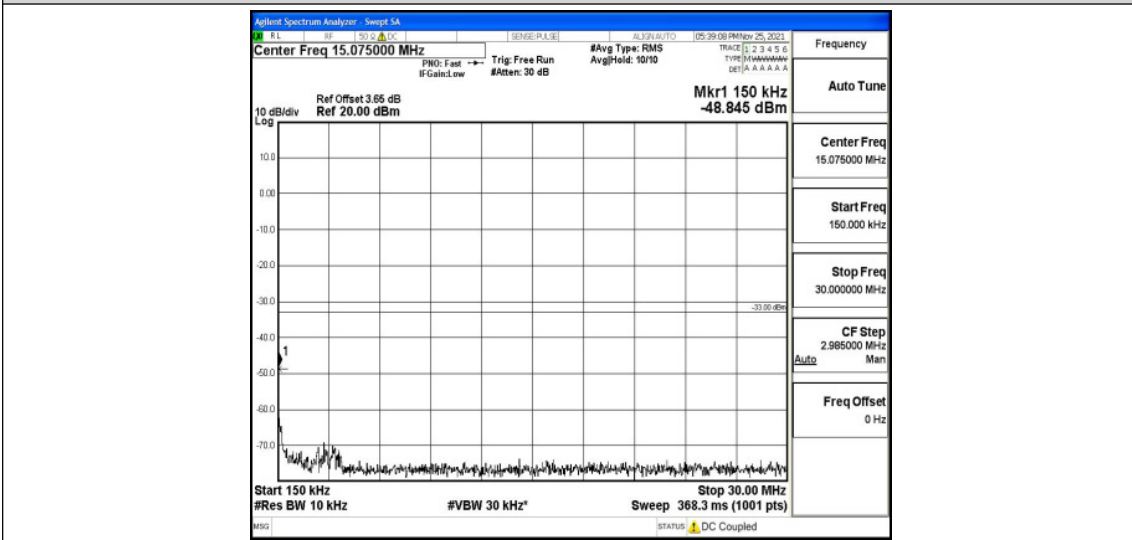 Agilent Spectrum Analyzer - Swept SA
RL RF 50 Ω DC SENSE:PULSE ALIGN AUTO 05:39:08 PM Nov 25, 2021
Center Freq 15.075000 MHz
#Avg Type: RMS
TRACE 1 2 3 4 5 6
PNO: Fast Trig: Free Run Avg|Hold: 10/10
TYPE M
IFGain:Low #Atten: 30 dB
DET A A A A A A
Mkr1 150 kHz
-48.845 dBm
Ref Offset 3.65 dB
10 dB/div Ref 20.00 dBm
Log
10.0
0.00
-10.0
-20.0
-30.0
-33.00 dBm
-40.0
1
-50.0
-60.0
-70.0
Start 150 kHz Stop 30.00 MHz
#Res BW 10 kHz #VBW 30 kHz* Sweep 368.3 ms (1001 pts)
MSG STATUS DC Coupled
Frequency
Auto Tune
Center Freq
15.075000 MHz
Start Freq
150.000 kHz
Stop Freq
30.000000 MHz
CF Step
2.985000 MHz
Auto Man
Freq Offset
0 Hz